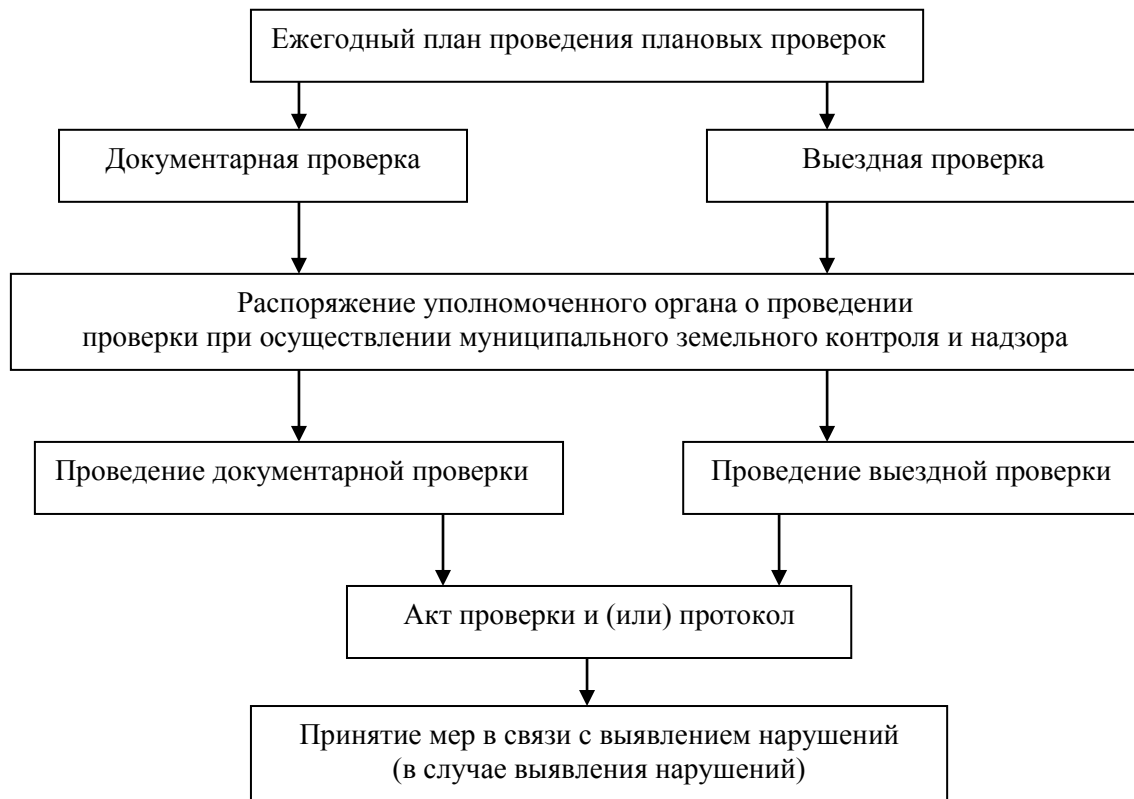 Ежегодный план проведения плановых проверок
Документарная проверка
Выездная проверка
Распоряжение уполномоченного органа о проведении
проверки при осуществлении муниципального земельного контроля и надзора
Проведение документарной проверки
Проведение выездной проверки
Акт проверки и (или) протокол
Принятие мер в связи с выявлением нарушений
(в случае выявления нарушений)